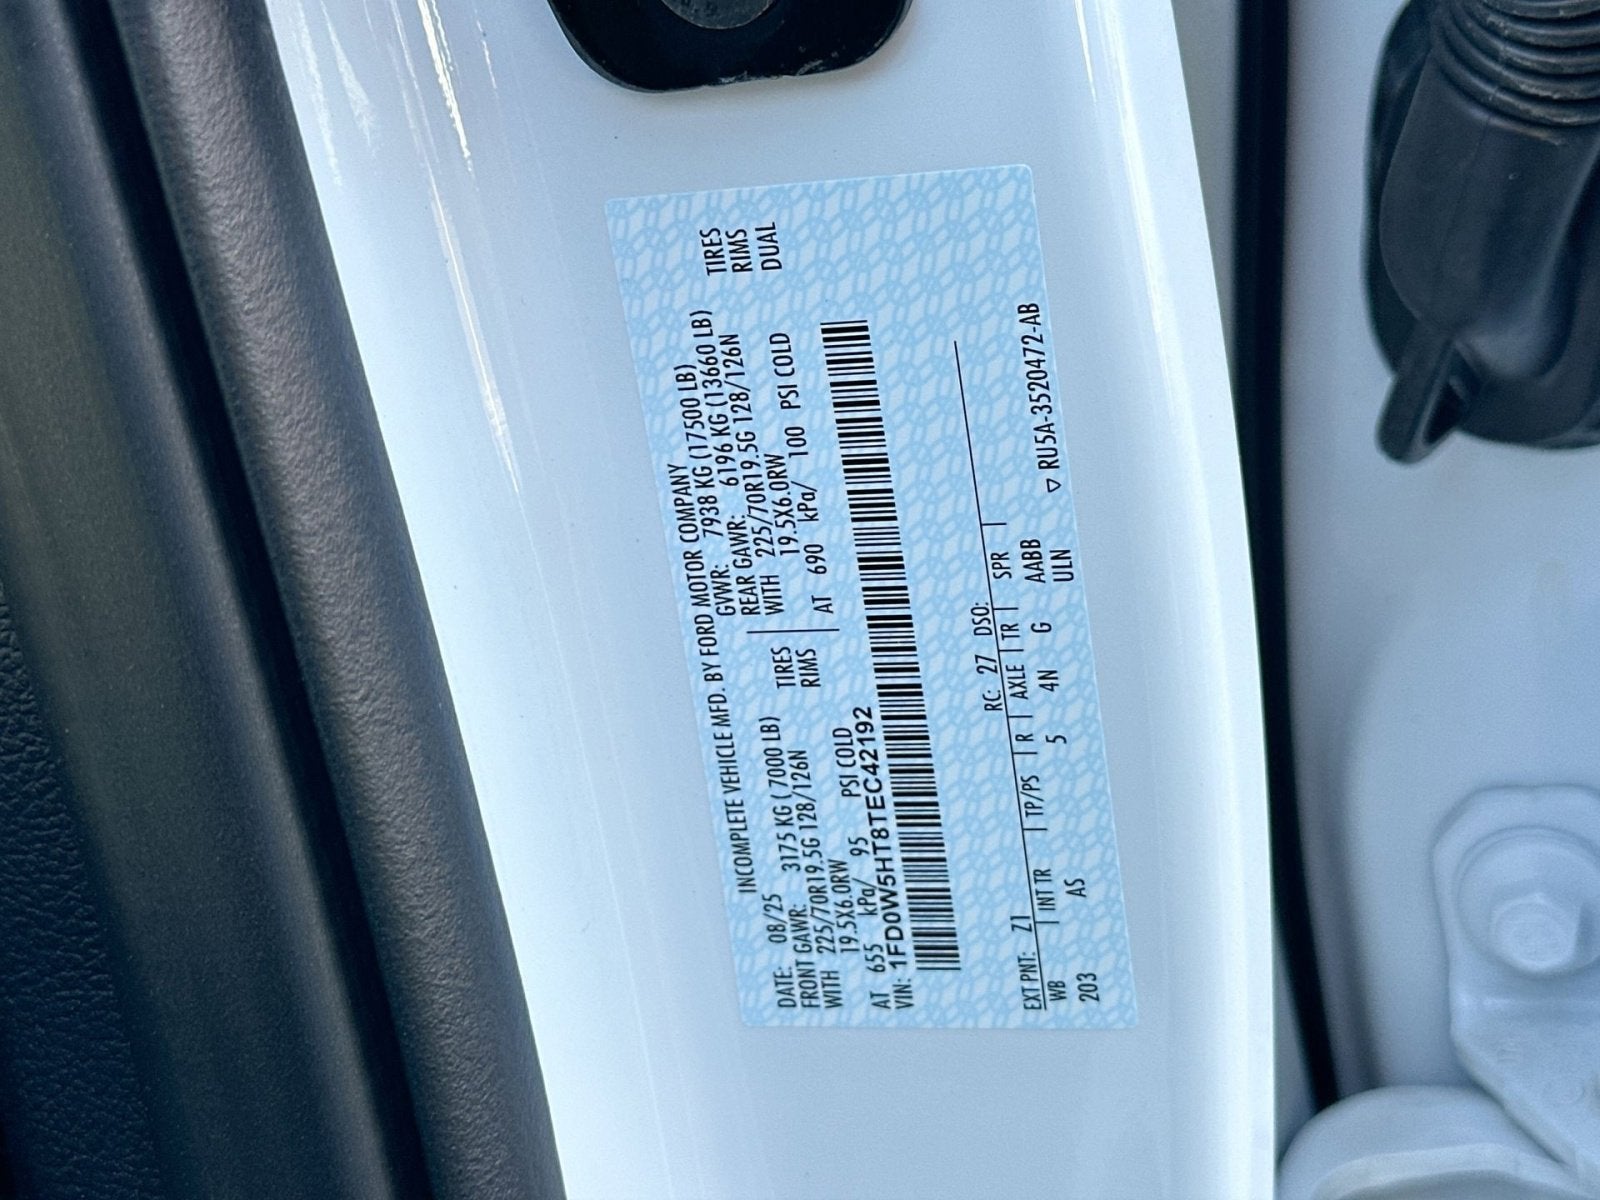 INCOMPLETE VEHICLE MFD. BY FORD MOTOR COMPANY
DATE: 08/25 GVWR: 7938 KG (17500 LB)
FRONT GAWR: 3175 KG ( 7000 LB) REAR GAWR: 6196 KG (13660 LB)
WITH 225/70R19.5G 128/126N TIRES WITH 225/70R19.5G 128/126N TIRES
19.5X6.0RW RIMS 19.5X6.0RW RIMS
AT 655 kPa/ 95 PSI COLD AT 690 kPa/ 100 PSI COLD DUAL
VIN: 1FD0W5HT8TEC42192
EXT PNT: Z1 RC: 27 DSO:
WB INT TR TP/PS R AXLE TR SPR
203 AS 5 4N G AABB
ULN
▽ RU5A-3520472-AB